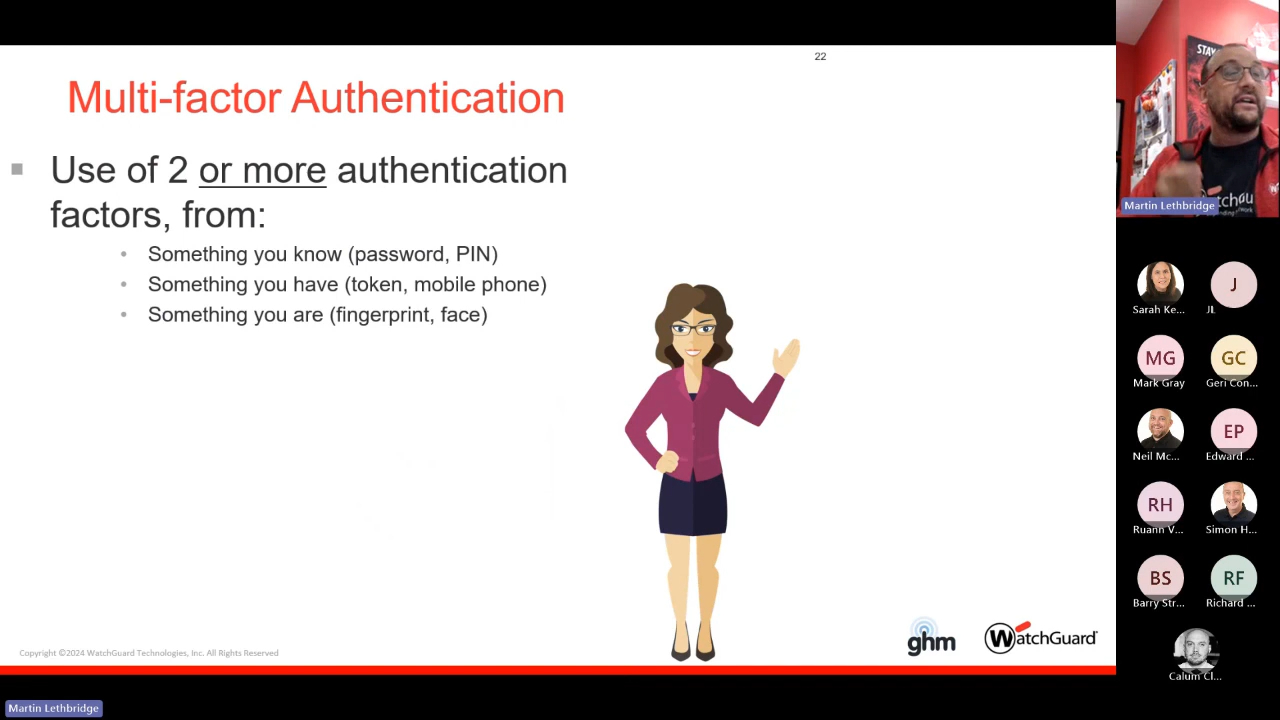 22
Multi-factor Authentication
Use of 2 or more authentication
factors, from:
Something you know (password, PIN)
Something you have (token, mobile phone)
Something you are (fingerprint, face)
Copyright ©2024 WatchGuard Technologies, Inc. All Rights Reserved
ghm
WatchGuard
Martin Lethbridge
STAY
Martin Lethbridge
Sarah Ke...
J
JL
MG
Mark Gray
GC
Geri Con...
Neil Mc...
EP
Edward ...
RH
Ruann V...
Simon H...
BS
Barry Str...
RF
Richard ...
Calum Cl...